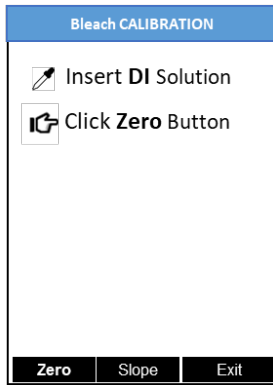 Bleach CALIBRATION
Insert DI Solution
Click Zero Button
Zero Slope Exit